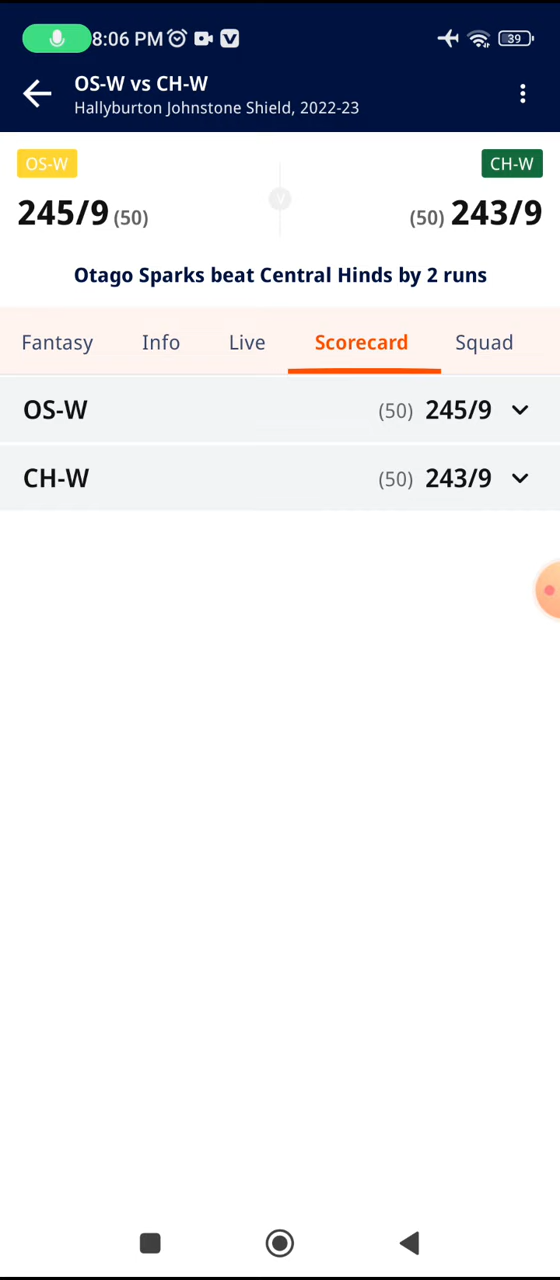 8:06 PM 39
OS-W vs CH-W
Hallyburton Johnstone Shield, 2022-23
OS-W CH-W
V
245/9 (50) (50) 243/9
Otago Sparks beat Central Hinds by 2 runs
Fantasy Info Live Scorecard Squad
OS-W (50) 245/9
CH-W (50) 243/9